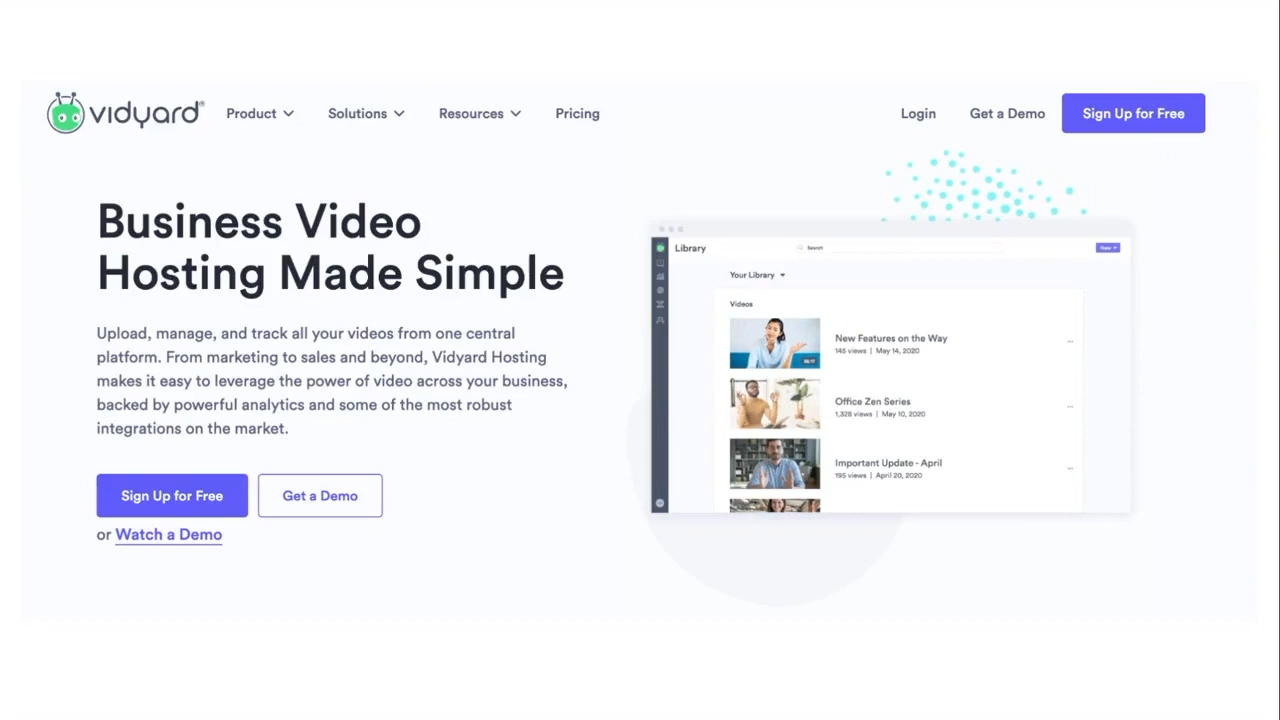 vidyard®
Product
Solutions
Resources
Pricing
Login
Get a Demo
Sign Up for Free
Business Video
Hosting Made Simple
Upload, manage, and track all your videos from one central
platform. From marketing to sales and beyond, Vidyard Hosting
makes it easy to leverage the power of video across your business,
backed by powerful analytics and some of the most robust
integrations on the market.
Sign Up for Free
Get a Demo
or Watch a Demo
Library
Search
New
Your Library
Videos
New Features on the Way
145 views | May 14, 2020
Office Zen Series
1,328 views | May 10, 2020
Important Update - April
195 views | April 20, 2020